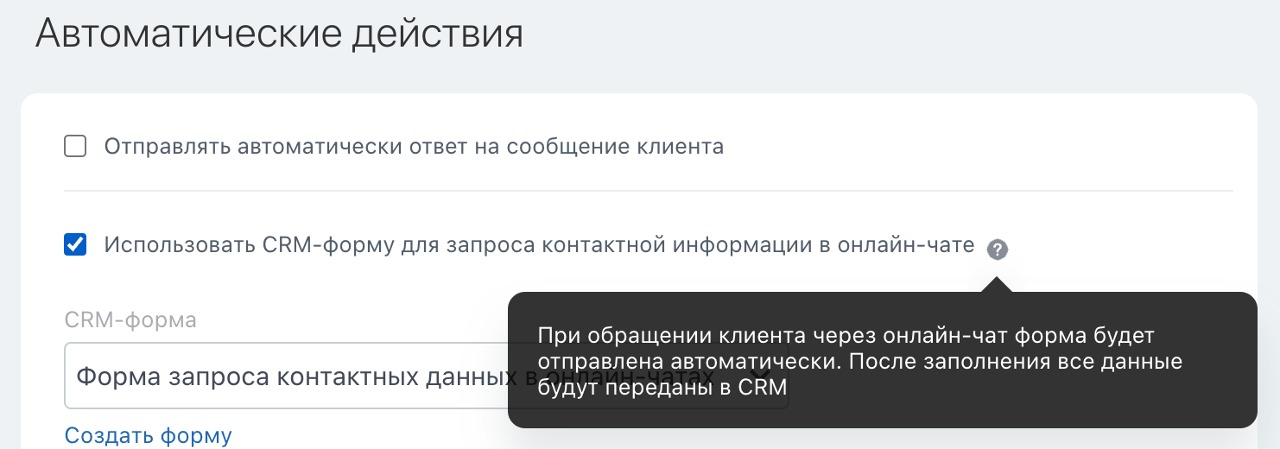 Автоматические действия
Отправлять автоматически ответ на сообщение клиента
Использовать CRM-форму для запроса контактной информации в онлайн-чате ?
CRM-форма
При обращении клиента через онлайн-чат форма будет
отправлена автоматически. После заполнения все данные
будут переданы в CRM
Форма запроса контактных данных в онлайн-чатах
Создать форму